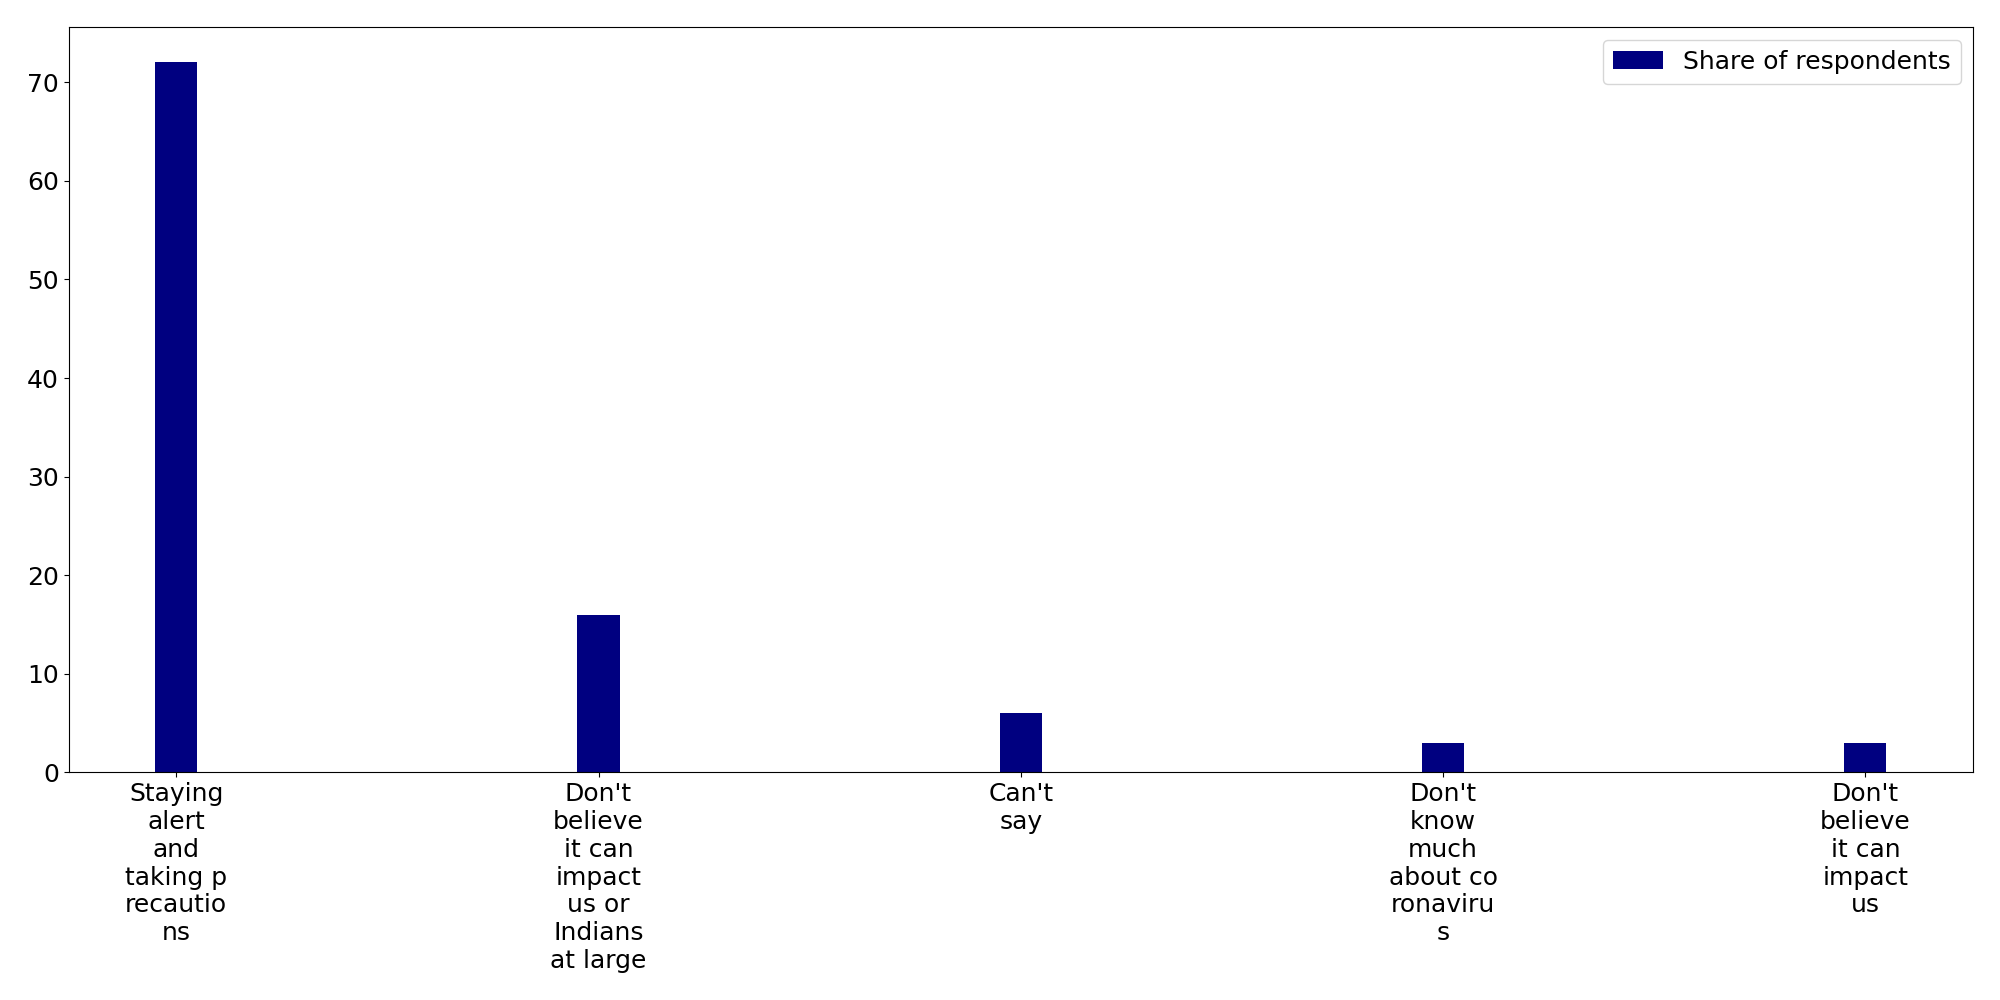 Share of respondents
70
60
50
40
30
20
10
0
Staying
alert
and
taking p
recautio
ns
Don't
believe
it can
impact
us or
Indians
at large
Can't
say
Don't
know
much
about co
ronaviru
s
Don't
believe
it can
impact
us